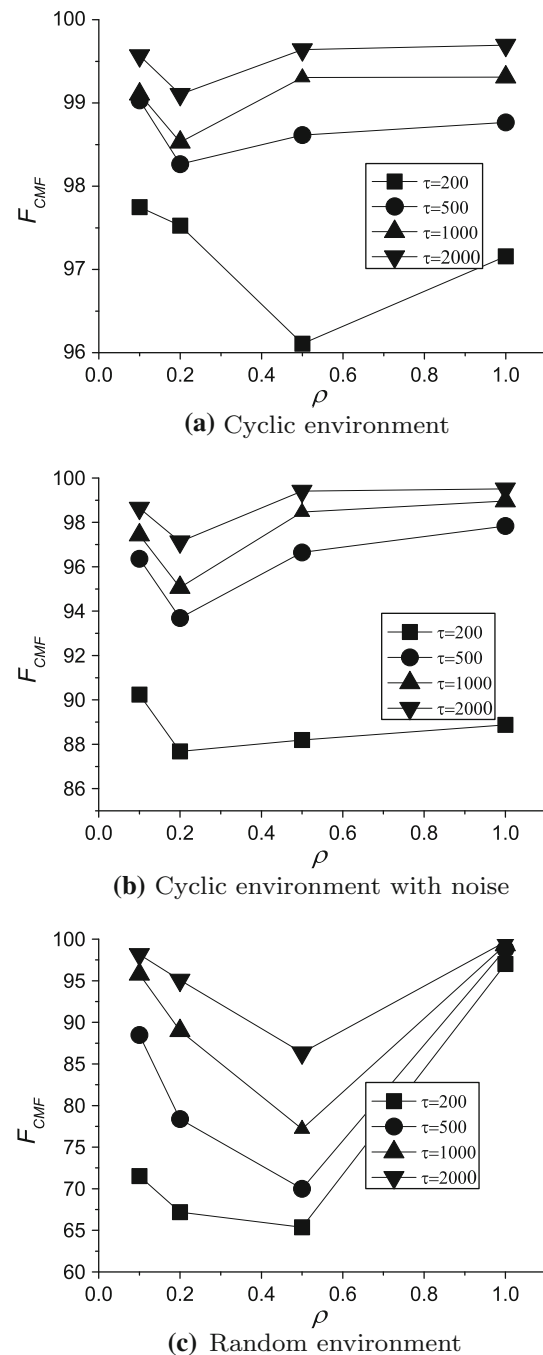 100
99
98
97
96
F_CMF
τ=200
τ=500
τ=1000
τ=2000
0.0 0.2 0.4 0.6 0.8 1.0
ρ
(a) Cyclic environment
100
98
96
94
92
90
88
86
F_CMF
τ=200
τ=500
τ=1000
τ=2000
0.0 0.2 0.4 0.6 0.8 1.0
ρ
(b) Cyclic environment with noise
100
95
90
85
80
75
70
65
60
F_CMF
τ=200
τ=500
τ=1000
τ=2000
0.0 0.2 0.4 0.6 0.8 1.0
ρ
(c) Random environment